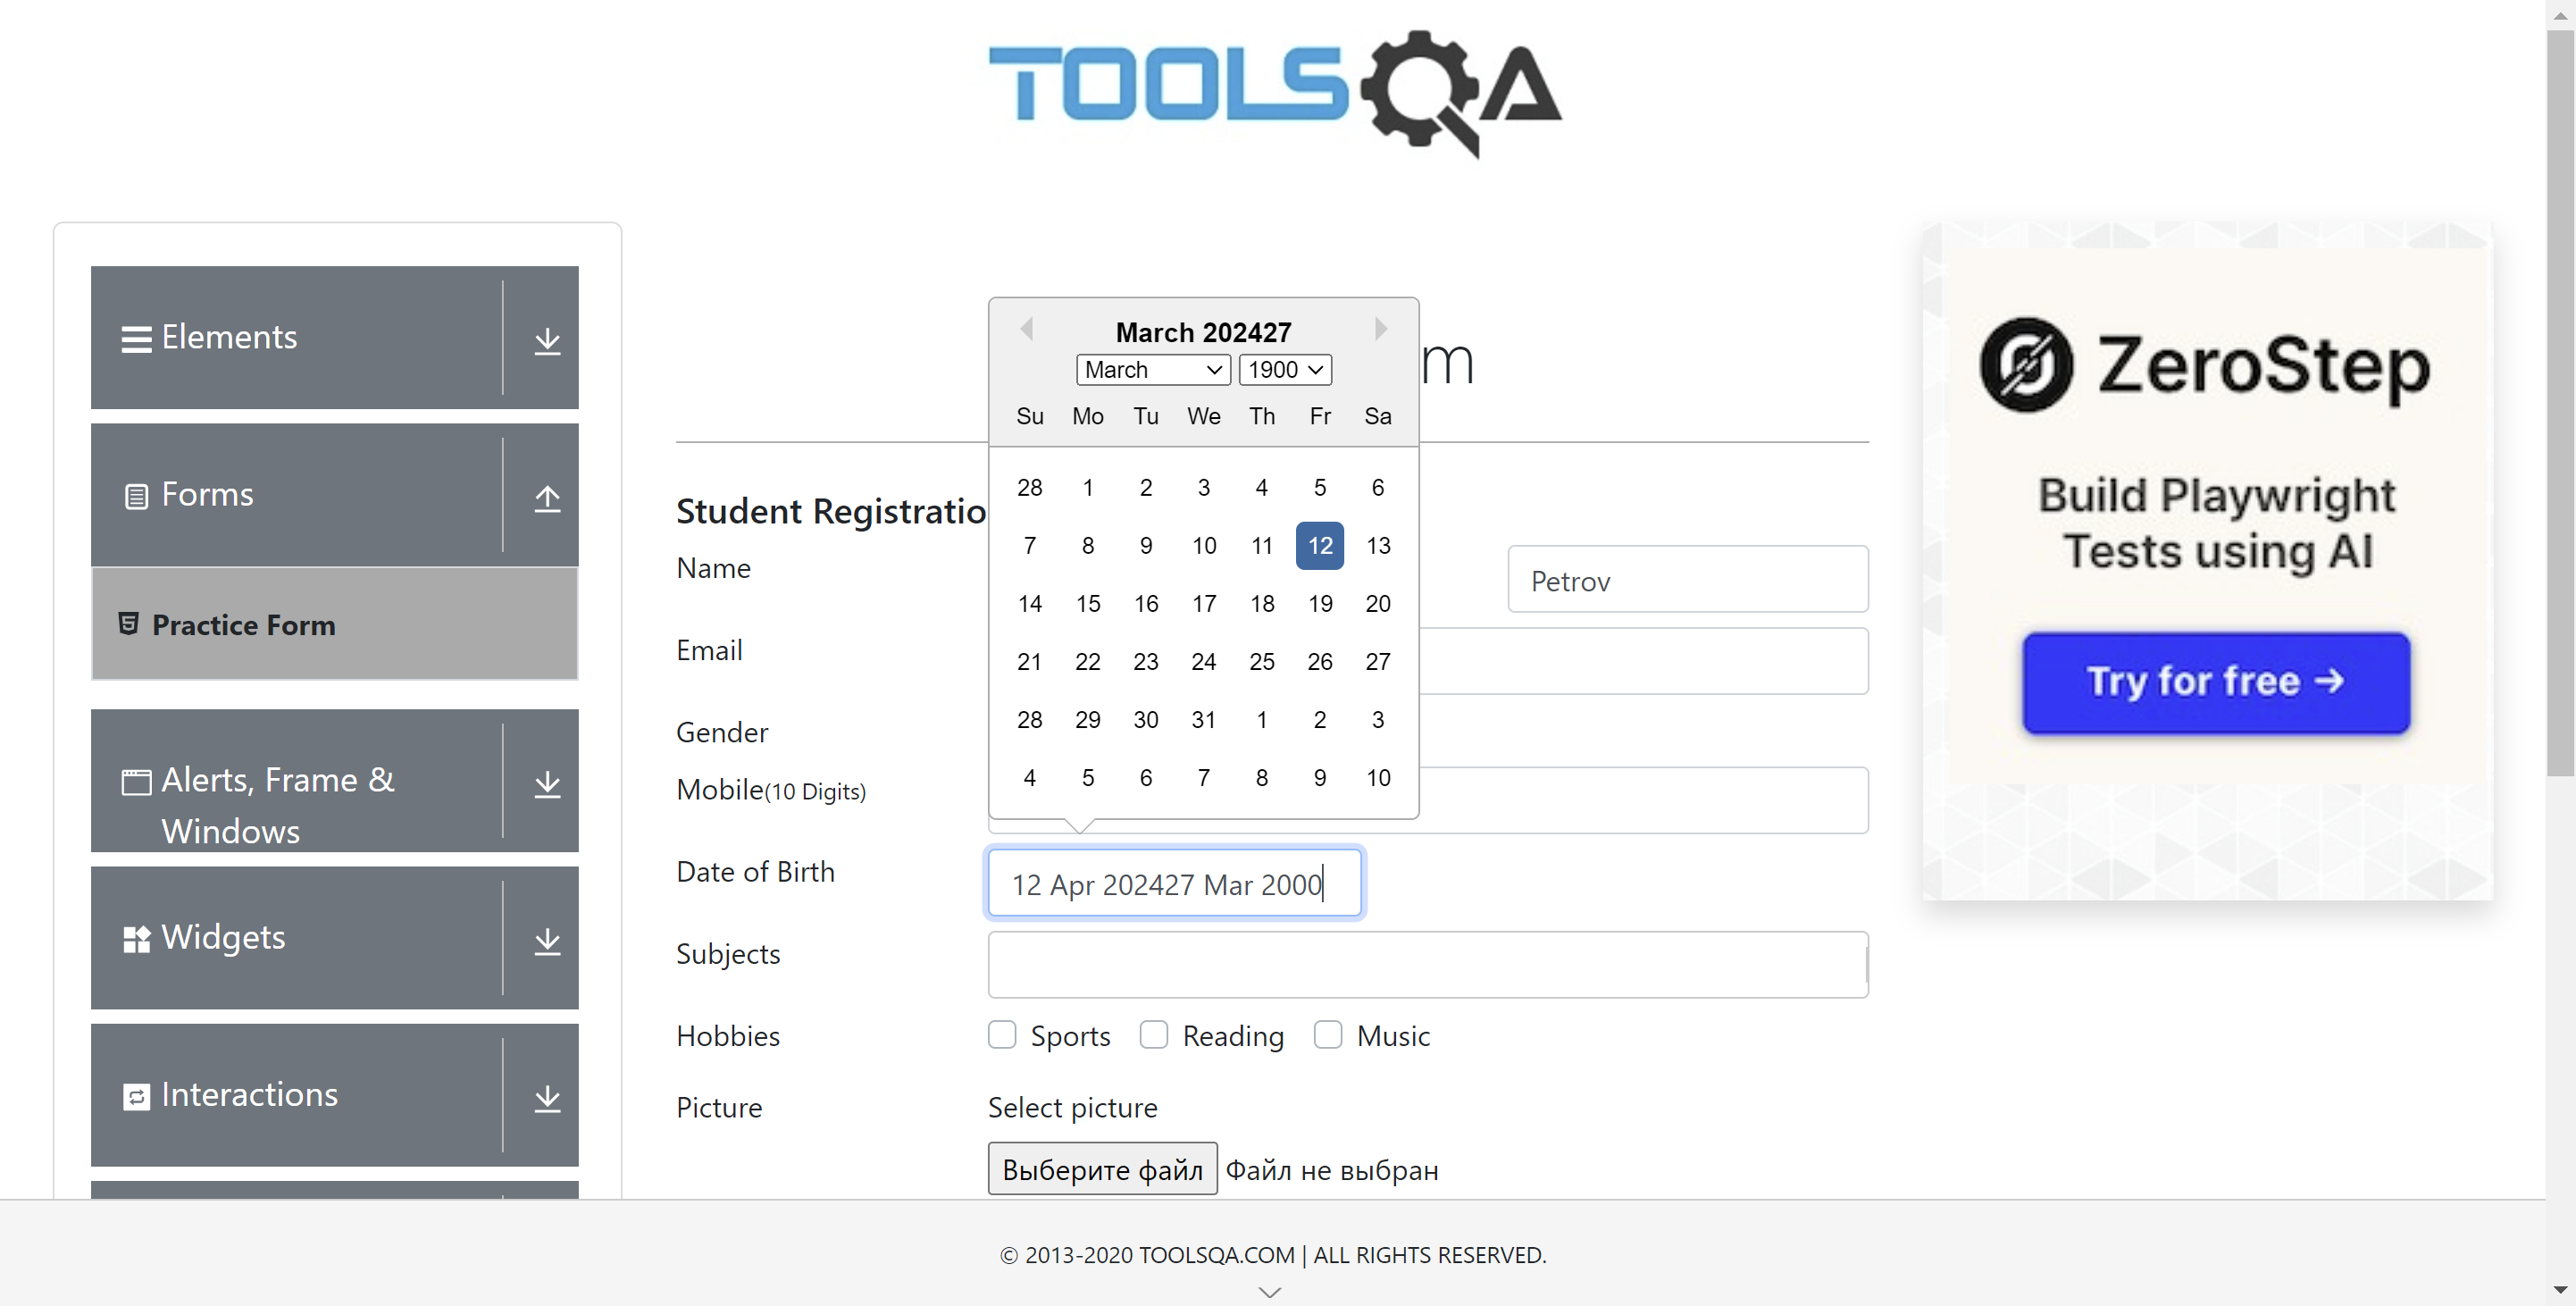 TOOLSQA
Elements
Forms
Practice Form
Alerts, Frame &
Windows
Widgets
Interactions
m
March 202427
March 1900
Su Mo Tu We Th Fr Sa
28 1 2 3 4 5 6
7 8 9 10 11 12 13
14 15 16 17 18 19 20
21 22 23 24 25 26 27
28 29 30 31 1 2 3
4 5 6 7 8 9 10
Student Registratio
Name Petrov
Email
Gender
Mobile(10 Digits)
Date of Birth 12 Apr 202427 Mar 2000
Subjects
Hobbies Sports Reading Music
Picture Select picture
Выберите файл Файл не выбран
ZeroStep
Build Playwright
Tests using AI
Try for free →
© 2013-2020 TOOLSQA.COM | ALL RIGHTS RESERVED.